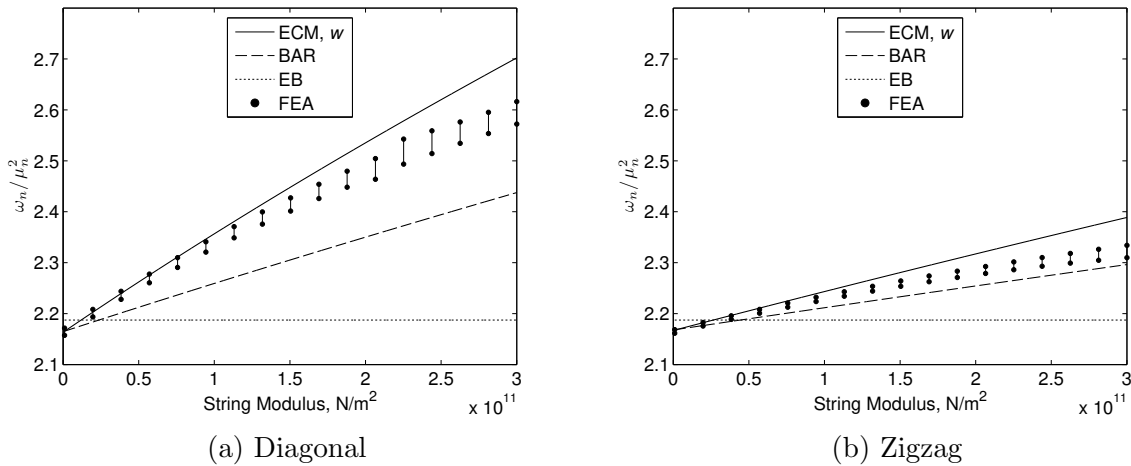 ECM, w
BAR
EB
FEA
2.7
2.6
2.5
2.4
2.3
2.2
2.1
ωₙ/μₙ²
0 0.5 1 1.5 2 2.5 3
String Modulus, N/m² x 10¹¹
(a) Diagonal
ECM, w
BAR
EB
FEA
2.7
2.6
2.5
2.4
2.3
2.2
2.1
ωₙ/μₙ²
0 0.5 1 1.5 2 2.5 3
String Modulus, N/m² x 10¹¹
(b) Zigzag